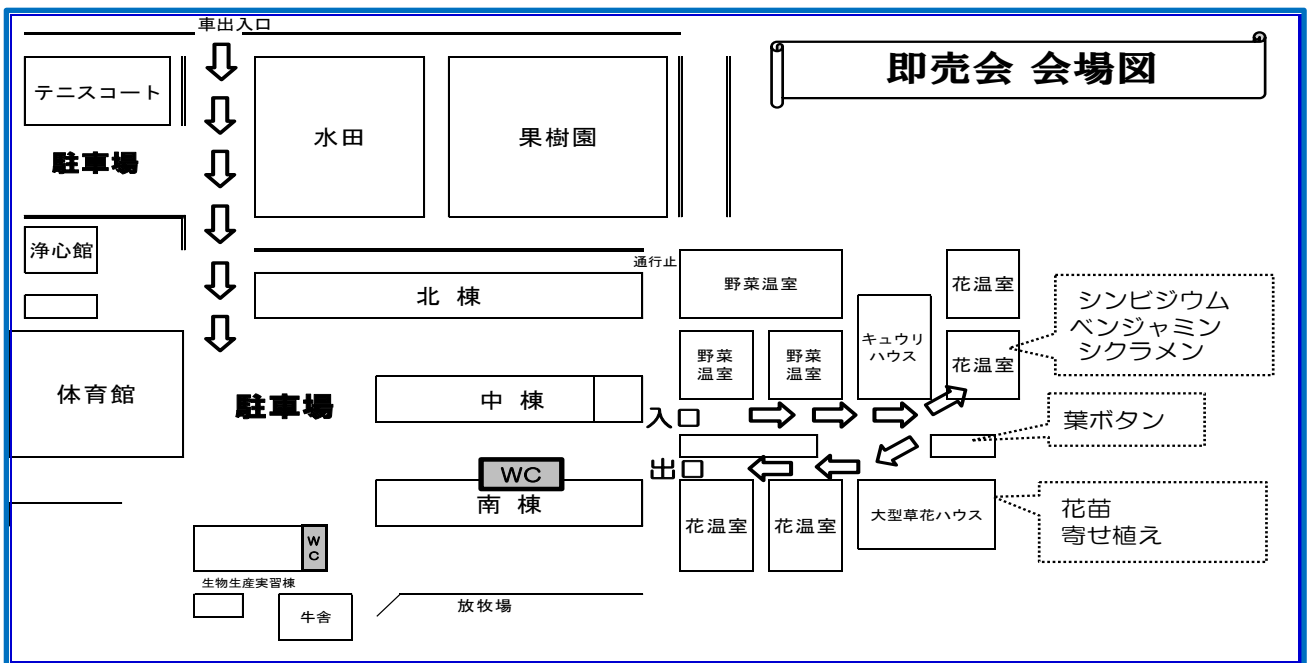 車出入口
即売会 会場図
テニスコート
水田
果樹園
駐車場
浄心館
通行止
野菜温室
花温室
北棟
シンビジウム
ベンジャミン
シクラメン
キュウリ
ハウス
野菜
温室
野菜
温室
花温室
体育館
駐車場
中棟
入口
葉ボタン
出口
WC
南棟
花温室
花温室
大型草花ハウス
花苗
寄せ植え
WC
生物生産実習棟
牛舎
放牧場